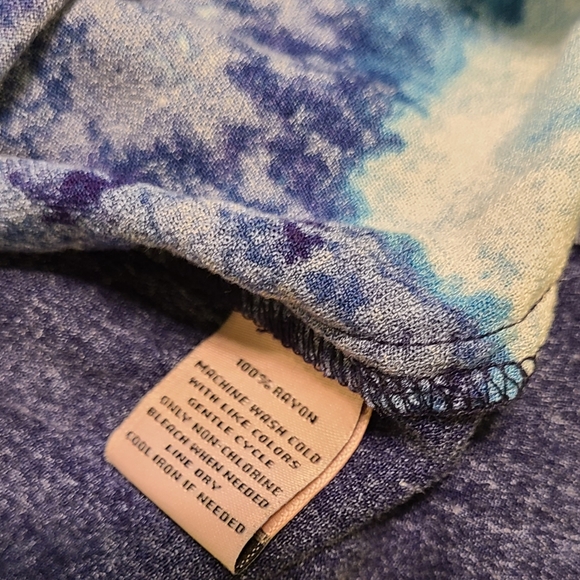 100% RAYON
MACHINE WASH COLD
WITH LIKE COLORS
GENTLE CYCLE
ONLY NON-CHLORINE
BLEACH WHEN NEEDED
LINE DRY
COOL IRON IF NEEDED